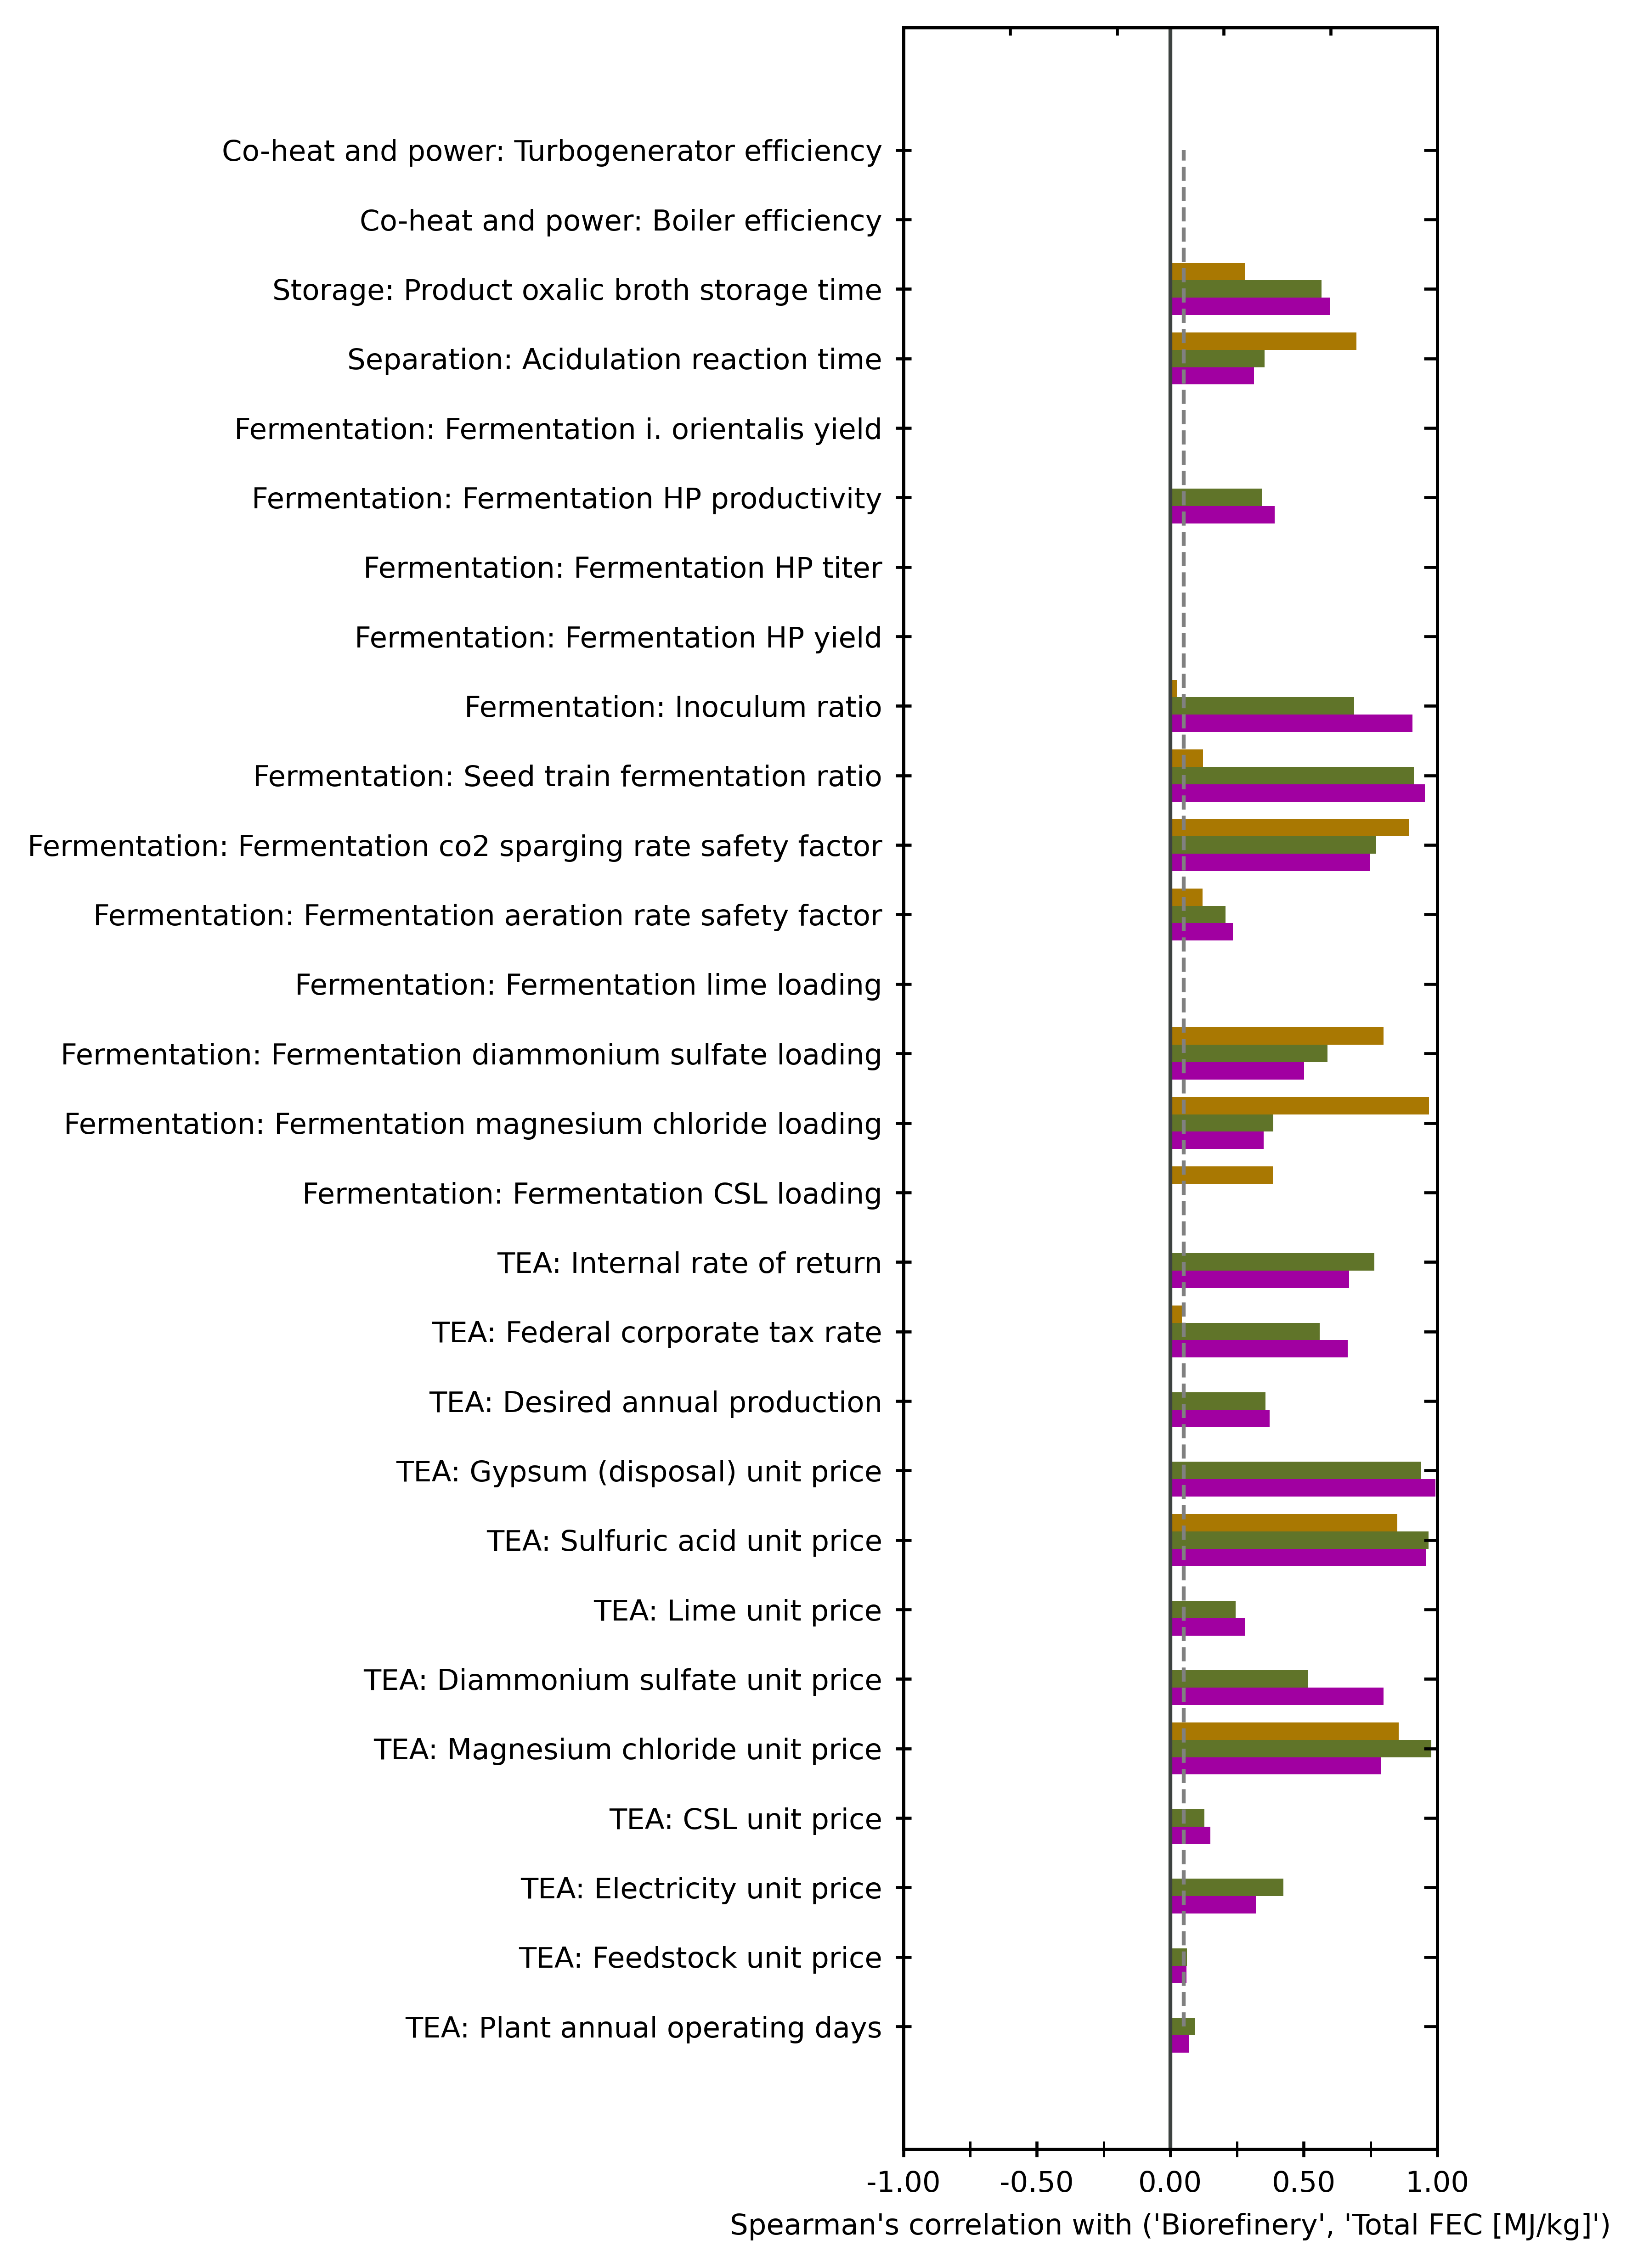 Co-heat and power: Turbogenerator efficiency
Co-heat and power: Boiler efficiency
Storage: Product oxalic broth storage time
Separation: Acidulation reaction time
Fermentation: Fermentation i. orientalis yield
Fermentation: Fermentation HP productivity
Fermentation: Fermentation HP titer
Fermentation: Fermentation HP yield
Fermentation: Inoculum ratio
Fermentation: Seed train fermentation ratio
Fermentation: Fermentation co2 sparging rate safety factor
Fermentation: Fermentation aeration rate safety factor
Fermentation: Fermentation lime loading
Fermentation: Fermentation diammonium sulfate loading
Fermentation: Fermentation magnesium chloride loading
Fermentation: Fermentation CSL loading
TEA: Internal rate of return
TEA: Federal corporate tax rate
TEA: Desired annual production
TEA: Gypsum (disposal) unit price
TEA: Sulfuric acid unit price
TEA: Lime unit price
TEA: Diammonium sulfate unit price
TEA: Magnesium chloride unit price
TEA: CSL unit price
TEA: Electricity unit price
TEA: Feedstock unit price
TEA: Plant annual operating days
-1.00 -0.50 0.00 0.50 1.00
Spearman's correlation with ('Biorefinery', 'Total FEC [MJ/kg]')